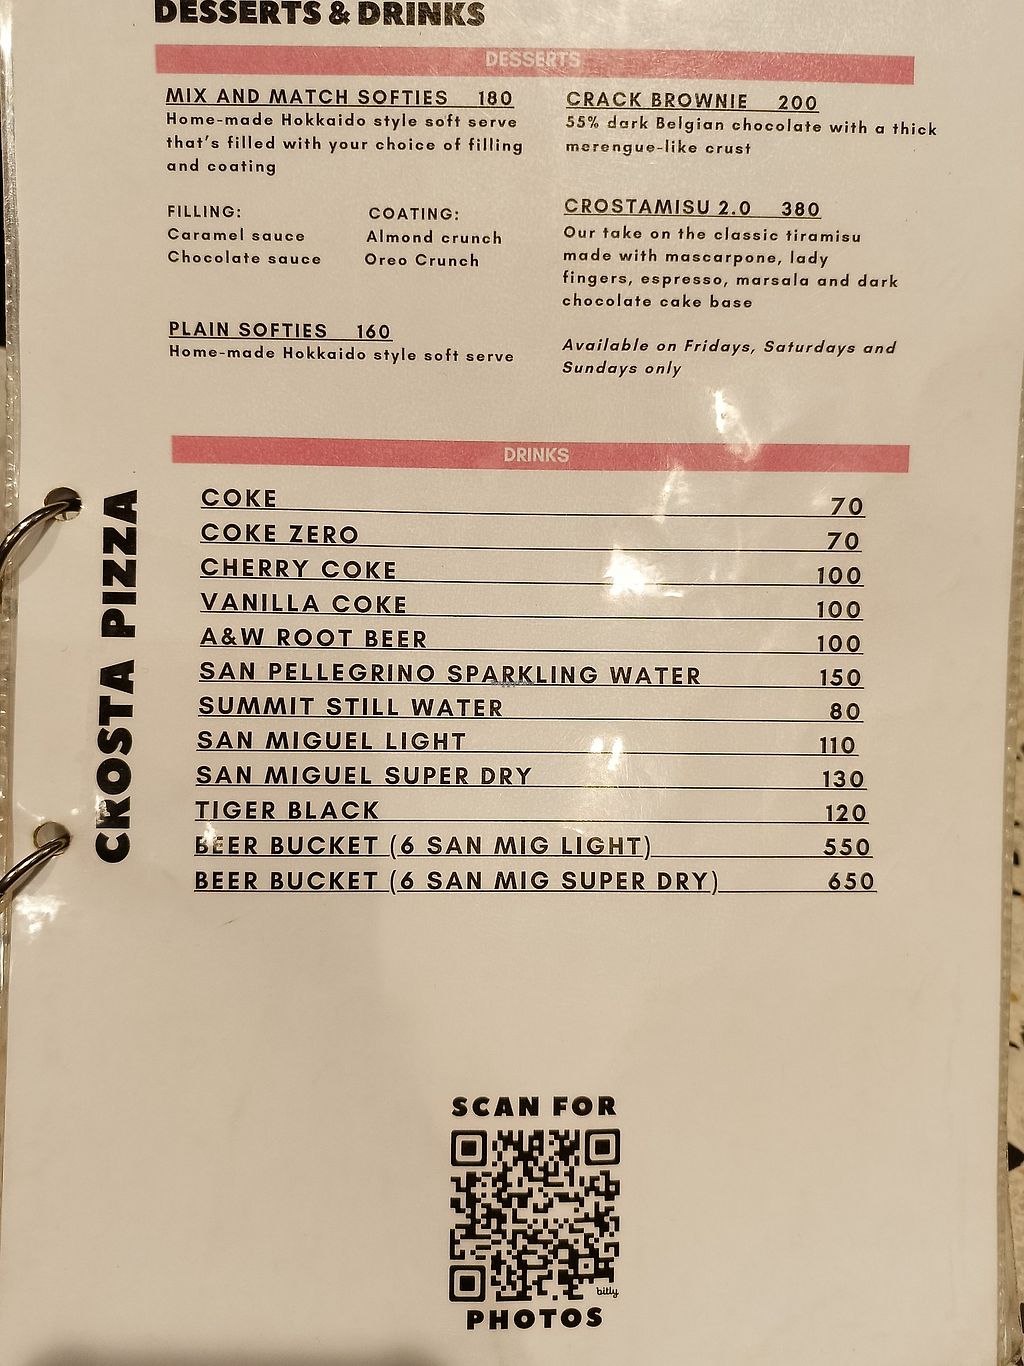 DESSERTS & DRINKS
DESSERTS
MIX AND MATCH SOFTIES 180
Home-made Hokkaido style soft serve
that's filled with your choice of filling
and coating
FILLING:
Caramel sauce
Chocolate sauce
COATING:
Almond crunch
Oreo Crunch
PLAIN SOFTIES 160
Home-made Hokkaido style soft serve
CRACK BROWNIE 200
55% dark Belgian chocolate with a thick
merengue-like crust
CROSTAMISU 2.0 380
Our take on the classic tiramisu
made with mascarpone, lady
fingers, espresso, marsala and dark
chocolate cake base
Available on Fridays, Saturdays and
Sundays only
DRINKS
COKE 70
COKE ZERO 70
CHERRY COKE 100
VANILLA COKE 100
A&W ROOT BEER 100
SAN PELLEGRINO SPARKLING WATER 150
SUMMIT STILL WATER 80
SAN MIGUEL LIGHT 110
SAN MIGUEL SUPER DRY 130
TIGER BLACK 120
BEER BUCKET (6 SAN MIG LIGHT) 550
BEER BUCKET (6 SAN MIG SUPER DRY) 650
CROSTA PIZZA
SCAN FOR
bitly
PHOTOS